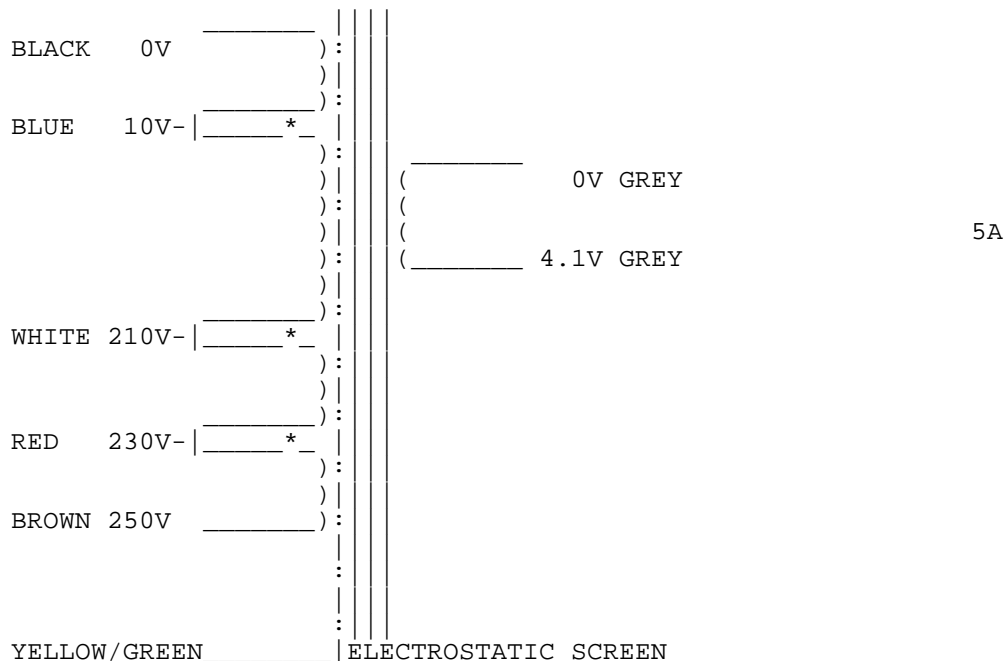 BLACK 0V
BLUE 10V
0V GREY
5A
4.1V GREY
WHITE 210V
RED 230V
BROWN 250V
YELLOW/GREEN ELECTROSTATIC SCREEN